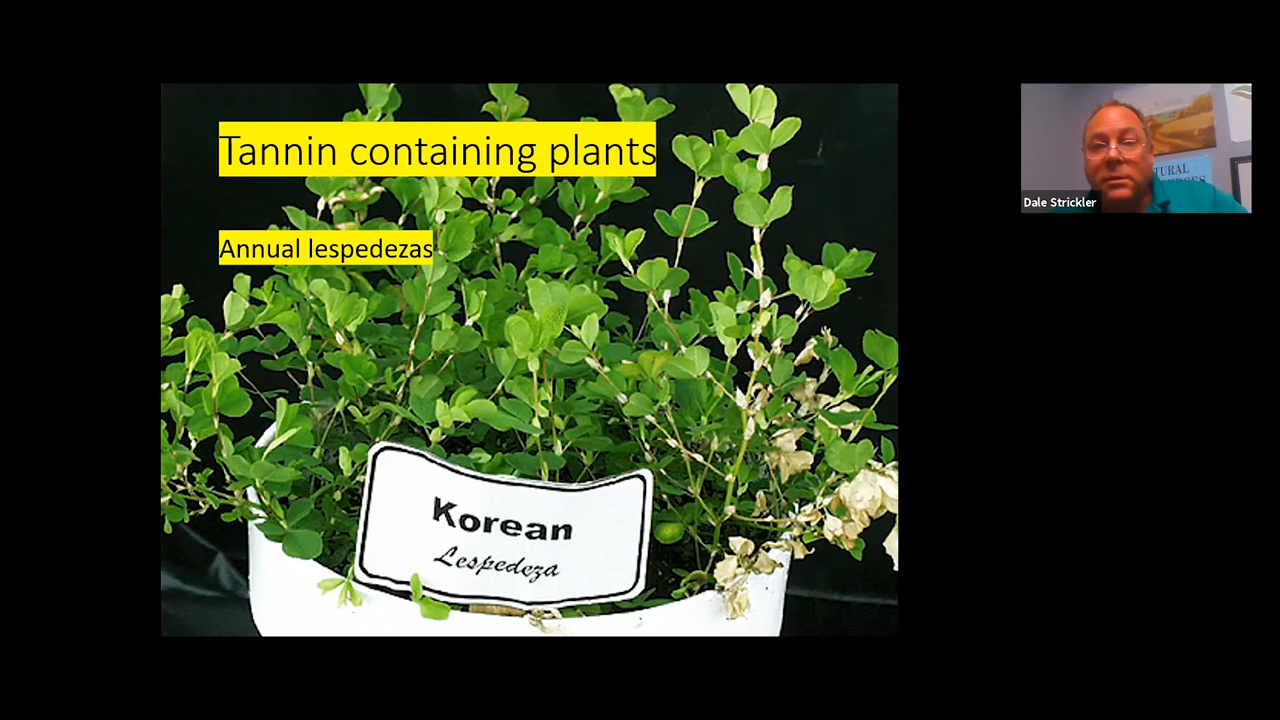 Tannin containing plants
Annual lespedezas
Korean
Lespedeza
Dale Strickler